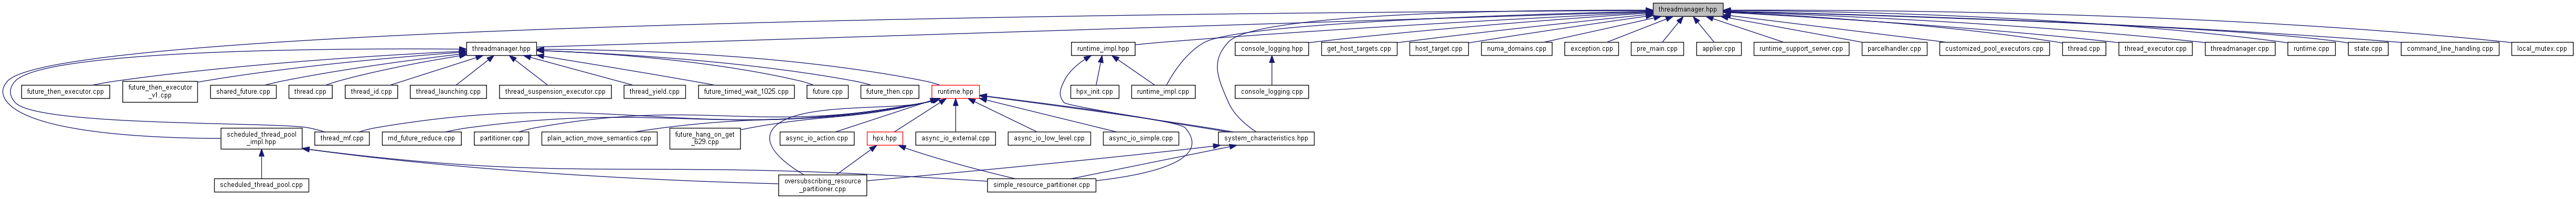 threadmanager.hpp
threadmanager.hpp
runtime_impl.hpp
console_logging.hpp
get_host_targets.cpp
host_target.cpp
numa_domains.cpp
exception.cpp
pre_main.cpp
applier.cpp
runtime_support_server.cpp
parcelhandler.cpp
customized_pool_executors.cpp
thread.cpp
thread_executor.cpp
threadmanager.cpp
runtime.cpp
state.cpp
command_line_handling.cpp
local_mutex.cpp
future_then_executor.cpp
future_then_executor
_v1.cpp
shared_future.cpp
thread.cpp
thread_id.cpp
thread_launching.cpp
thread_suspension_executor.cpp
thread_yield.cpp
future_timed_wait_1025.cpp
future.cpp
future_then.cpp
runtime.hpp
hpx_init.cpp
runtime_impl.cpp
console_logging.cpp
scheduled_thread_pool
_impl.hpp
thread_mf.cpp
rnd_future_reduce.cpp
partitioner.cpp
plain_action_move_semantics.cpp
future_hang_on_get
_629.cpp
async_io_action.cpp
hpx.hpp
async_io_external.cpp
async_io_low_level.cpp
async_io_simple.cpp
system_characteristics.hpp
scheduled_thread_pool.cpp
oversubscribing_resource
_partitioner.cpp
simple_resource_partitioner.cpp